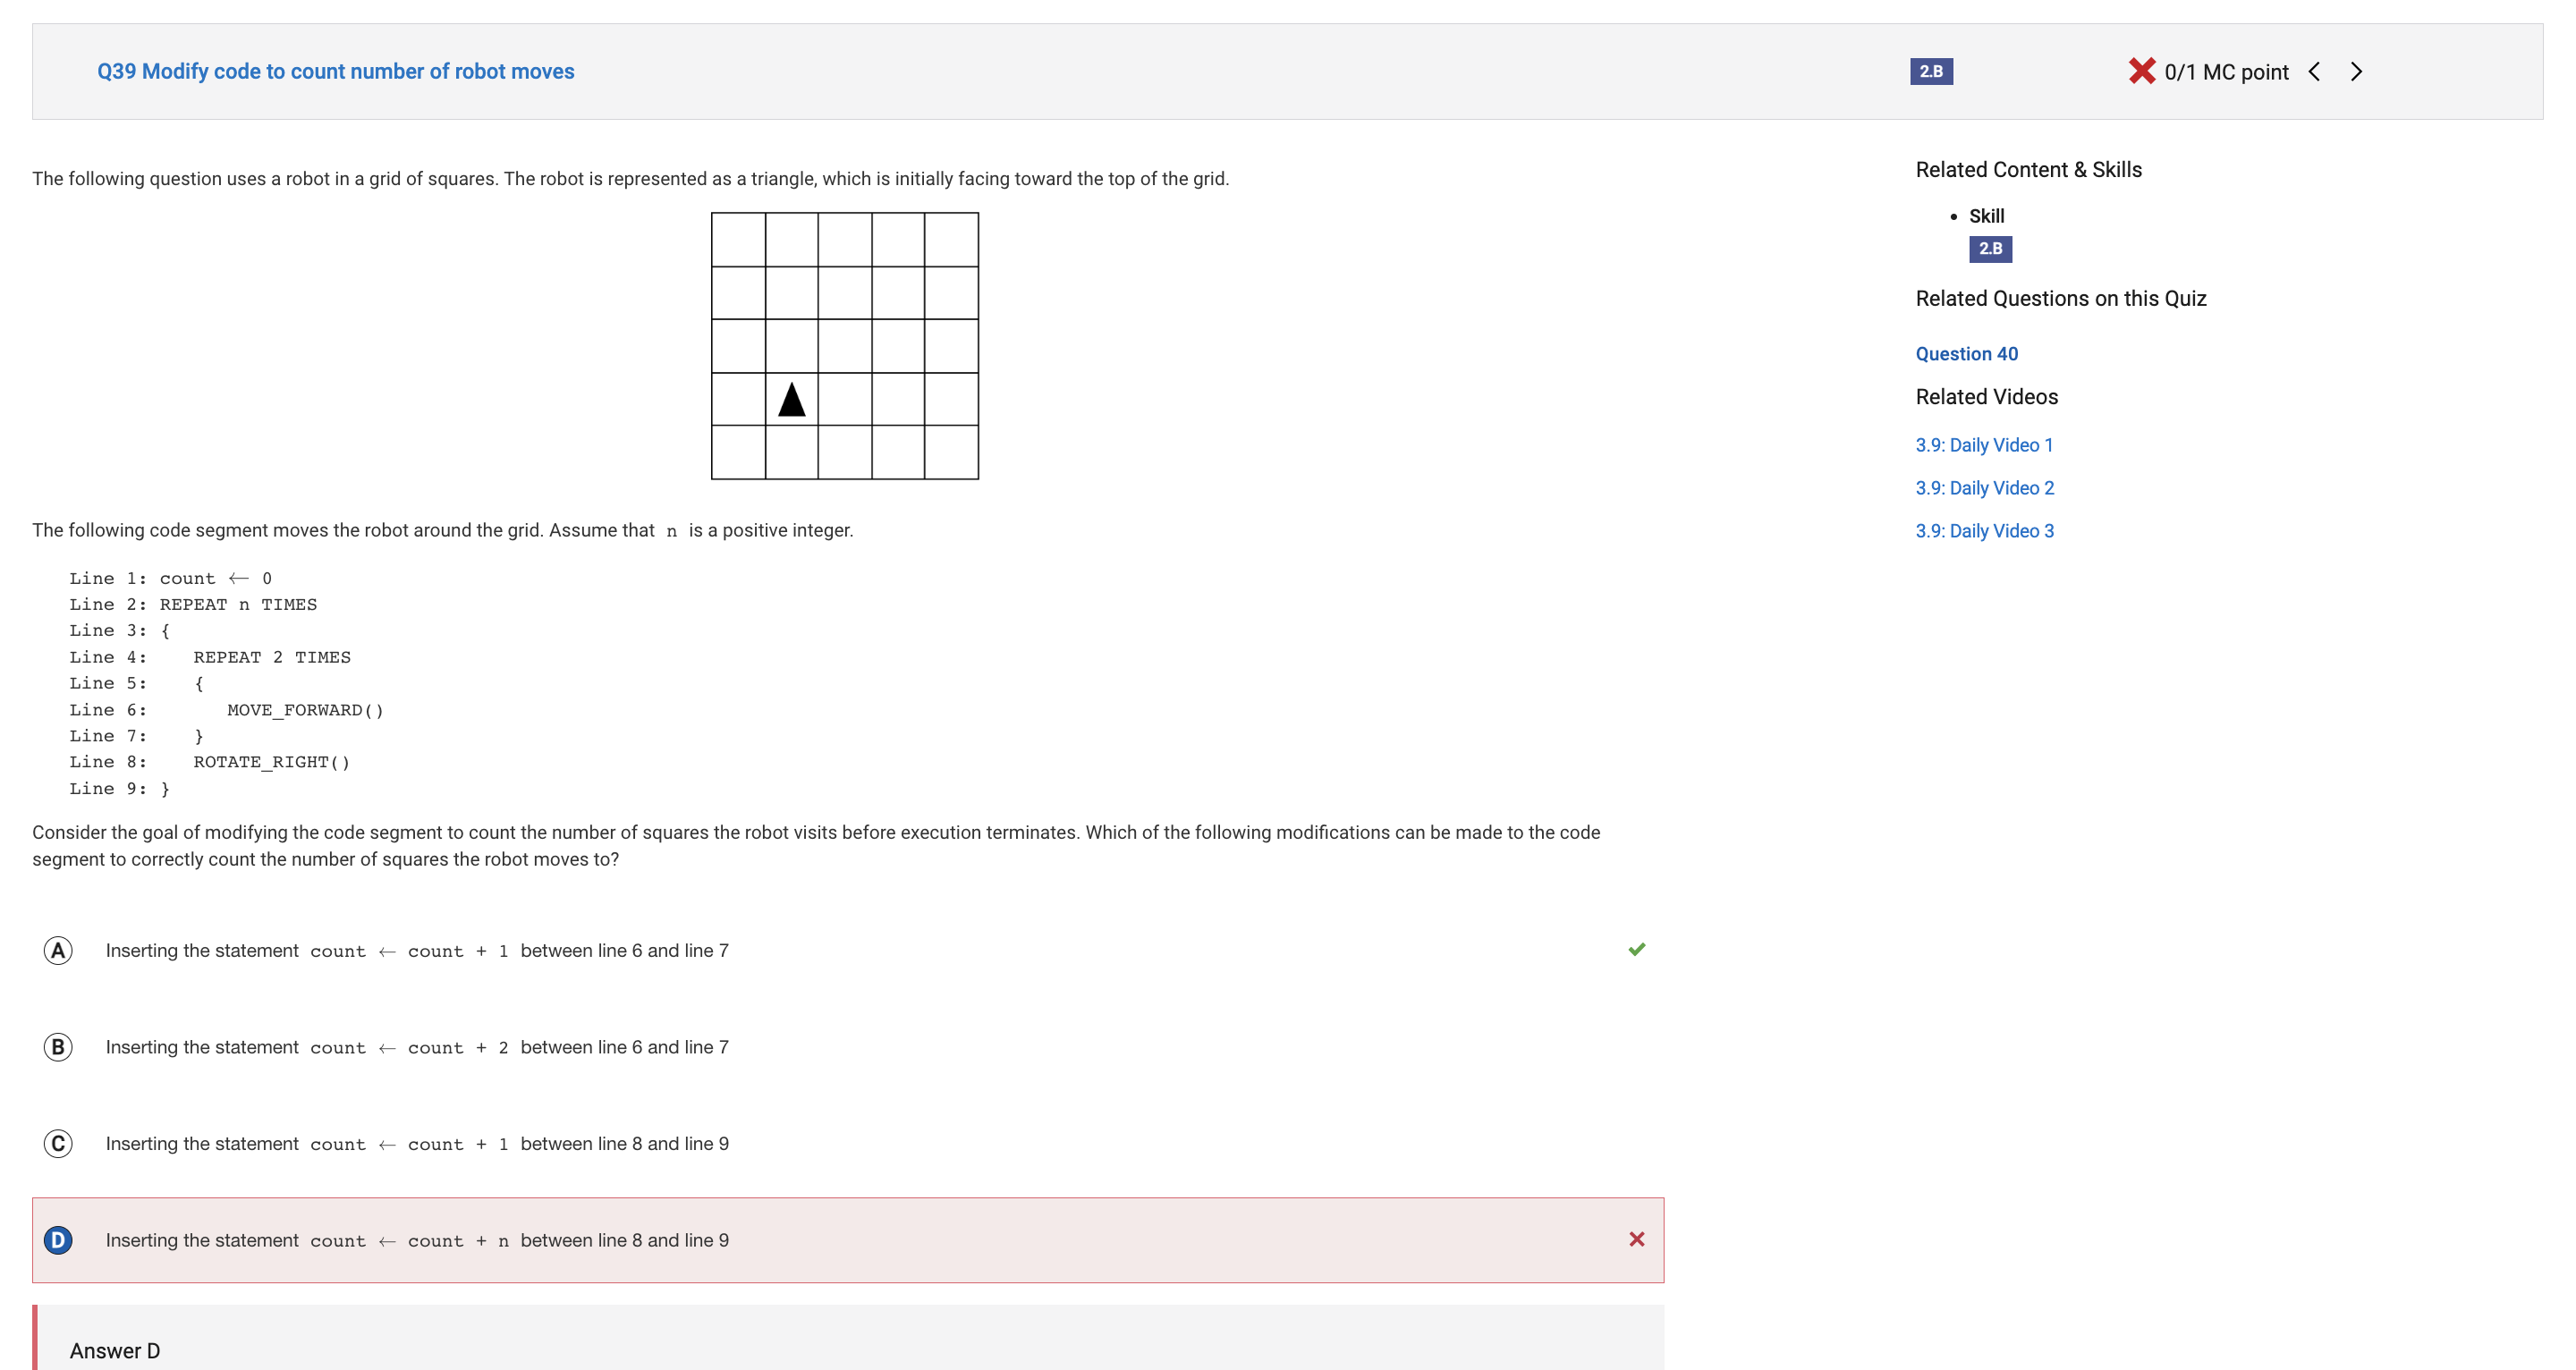 Q39 Modify code to count number of robot moves
2.B
0/1 MC point
The following question uses a robot in a grid of squares. The robot is represented as a triangle, which is initially facing toward the top of the grid.
The following code segment moves the robot around the grid. Assume that n is a positive integer.
Line 1: count ← 0
Line 2: REPEAT n TIMES
Line 3: {
Line 4: REPEAT 2 TIMES
Line 5: {
Line 6: MOVE_FORWARD()
Line 7: }
Line 8: ROTATE_RIGHT()
Line 9: }
Consider the goal of modifying the code segment to count the number of squares the robot visits before execution terminates. Which of the following modifications can be made to the code
segment to correctly count the number of squares the robot moves to?
A Inserting the statement count ← count + 1 between line 6 and line 7
B Inserting the statement count ← count + 2 between line 6 and line 7
C Inserting the statement count ← count + 1 between line 8 and line 9
D Inserting the statement count ← count + n between line 8 and line 9
Answer D
Related Content & Skills
• Skill
2.B
Related Questions on this Quiz
Question 40
Related Videos
3.9: Daily Video 1
3.9: Daily Video 2
3.9: Daily Video 3